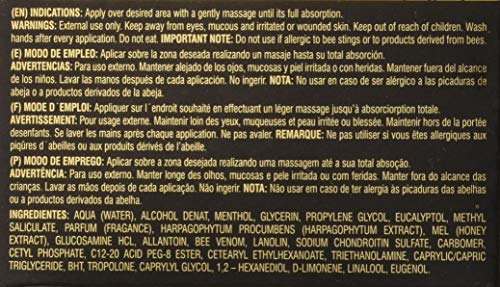 (EN) INDICATIONS: Apply over desired area with a gently massage until its full absorption.
WARNINGS: External use only. Keep away from eyes, mucous and irritated or wounded skin. Keep out of reach of children. Wash
hands after every application. Do not eat. IMPORTANT NOTE: Do not use if allergic to bee stings or to products derived from bees.
(E) MODO DE EMPLEO: Aplicar sobre la zona deseada realizando un masaje hasta su total absorción.
ADVERTENCIAS: Para uso externo. Mantener alejado de los ojos, mucosas y piel irritada o con heridas. Mantener fuera del alcance
de los niños. Lavar las manos después de cada aplicación. No ingerir. NOTA: No usar en caso de ser alérgico a las picaduras de
abeja o a productos derivados de la abeja.
(F) MODE D´EMPLOI: Appliquer sur l´endroit souhaité en effectuant un léger massage jusqu'à absorciorption totale.
AVERTISSEMENT: Pour usage externe. Maintenir loin des yeux, muqueuses et peau irritée ou blessée. Maintenir hors de la portée
desenfants. Se laver les mains après chaque application. Ne pas avaler. REMARQUE: Ne pas utiliser si vous êtes allergiques aux
piqûres d´abeilles ou aux produits dérivés de l'abeille.
(P) MODO DE EMPREGO: Aplicar sobre a zona desejada realizando uma massagem até a sua total absoção.
ADVERTÊNCIA: Para uso externo. Manter longe dos olhos, mucosas e pele irritada ou com feridas. Manter fora do alcance das
crianças. Lavar as mãos depois de cada aplicação. Não ingerir. NOTA: Não usar em caso de ter alergia às picaduras das abelhas
ou a produtos derivados da abelha.
INGREDIENTES: AQUA (WATER), ALCOHOL DENAT, MENTHOL, GLYCERIN, PROPYLENE GLYCOL, EUCALYPTOL, METHYL
SALICYLATE, PARFUM (FRAGANCE), HARPAGOPHYTUM PROCUMBENS (HARPAGOPHYTUM EXTRACT), MEL (HONEY
EXTRACT), GLUCOSAMINE HCL, ALLANTOIN, BEE VENOM, LANOLIN, SODIUM CHONDROITIN SULFATE, CARBOMER,
CETYL PHOSPHATE, C12-20 ACID PEG-8 ESTER, CETEARYL ETHYLHEXANOATE, TRIETHANOLAMINE, CAPRYLIC/CAPRIC
TRIGLYCERIDE, BHT, TROPOLONE, CAPRYLYL GLYCOL, 1,2 – HEXANEDIOL, D-LIMONENE, LINALOOL, EUGENOL.